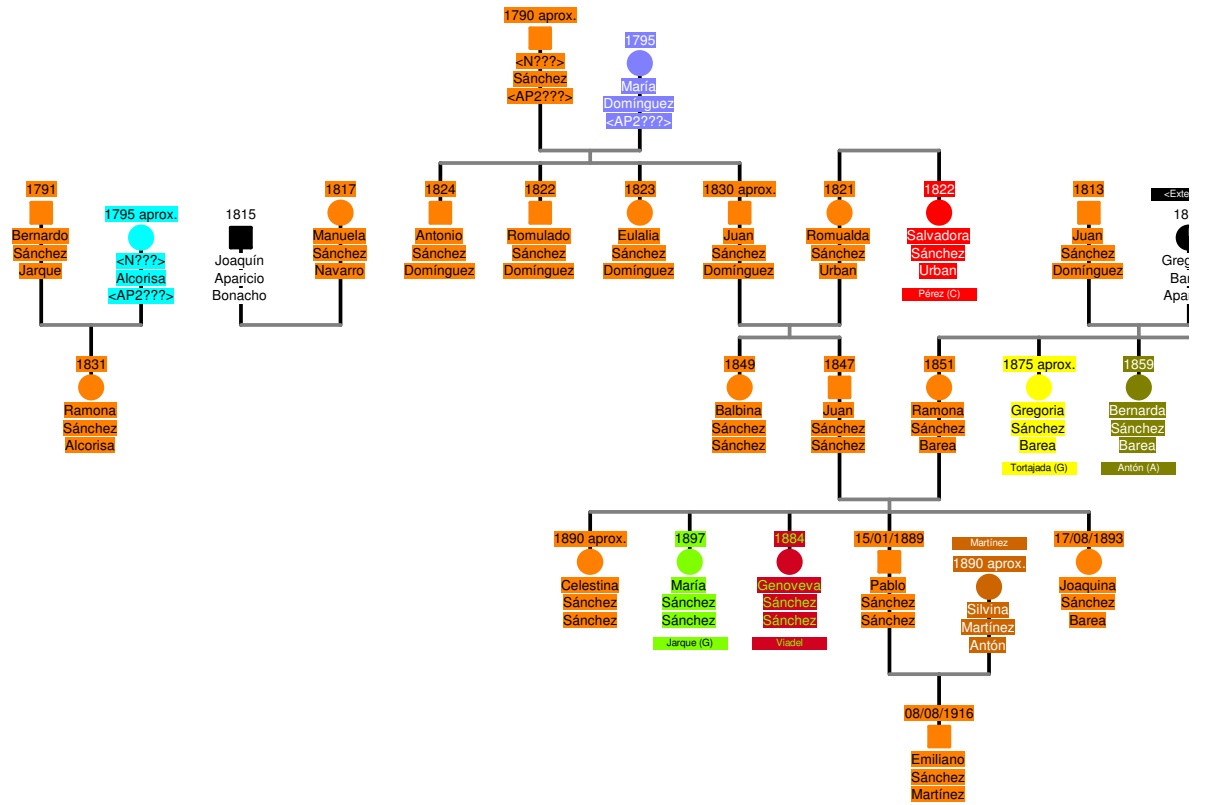 1790 aprox.
<N???>
Sánchez
<AP2???>
1795
María
Domínguez
<AP2???>
1791
Bernardo
Sánchez
Jarque
1795 aprox.
<N???>
Alcorisa
<AP2???>
1815
Joaquín
Aparicio
Bonacho
1817
Manuela
Sánchez
Navarro
1824
Antonio
Sánchez
Domínguez
1822
Romulado
Sánchez
Domínguez
1823
Eulalia
Sánchez
Domínguez
1830 aprox.
Juan
Sánchez
Domínguez
1821
Romualda
Sánchez
Urban
1822
Salvadora
Sánchez
Urban
Pérez (C)
1813
Juan
Sánchez
Domínguez
<Exte
18
Greg
Ba
Apa
1831
Ramona
Sánchez
Alcorisa
1849
Balbina
Sánchez
Sánchez
1847
Juan
Sánchez
Sánchez
1851
Ramona
Sánchez
Barea
1875 aprox.
Gregoria
Sánchez
Barea
Tortajada (G)
1859
Bernarda
Sánchez
Barea
Antón (A)
1890 aprox.
Celestina
Sánchez
Sánchez
1897
María
Sánchez
Sánchez
Jarque (G)
1884
Genoveva
Sánchez
Sánchez
Viadel
15/01/1889
Pablo
Sánchez
Sánchez
Martínez
1890 aprox.
Silvina
Martínez
Antón
17/08/1893
Joaquina
Sánchez
Barea
08/08/1916
Emiliano
Sánchez
Martínez